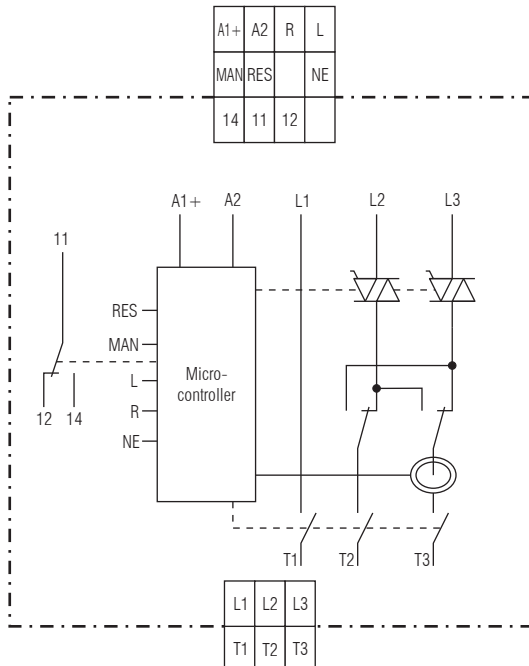 A1+ A2 R L
MAN RES NE
14 11 12
A1+ A2 L1 L2 L3
11
RES
MAN
L
R
NE
Micro-
controller
12 14
T1 T2 T3
L1 L2 L3
T1 T2 T3